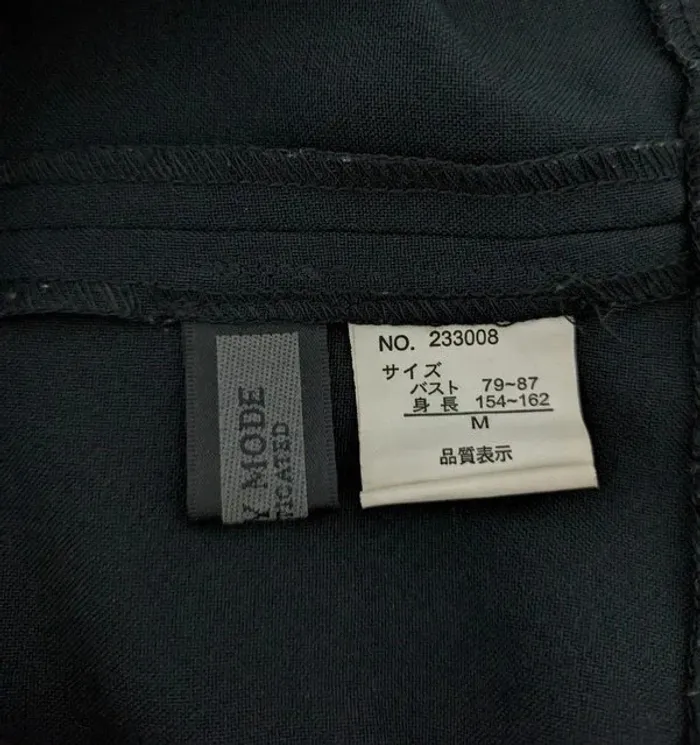 Y MODE
TICATED
NO. 233008
サイズ
バスト 79~87
身長 154~162
M
品質表示